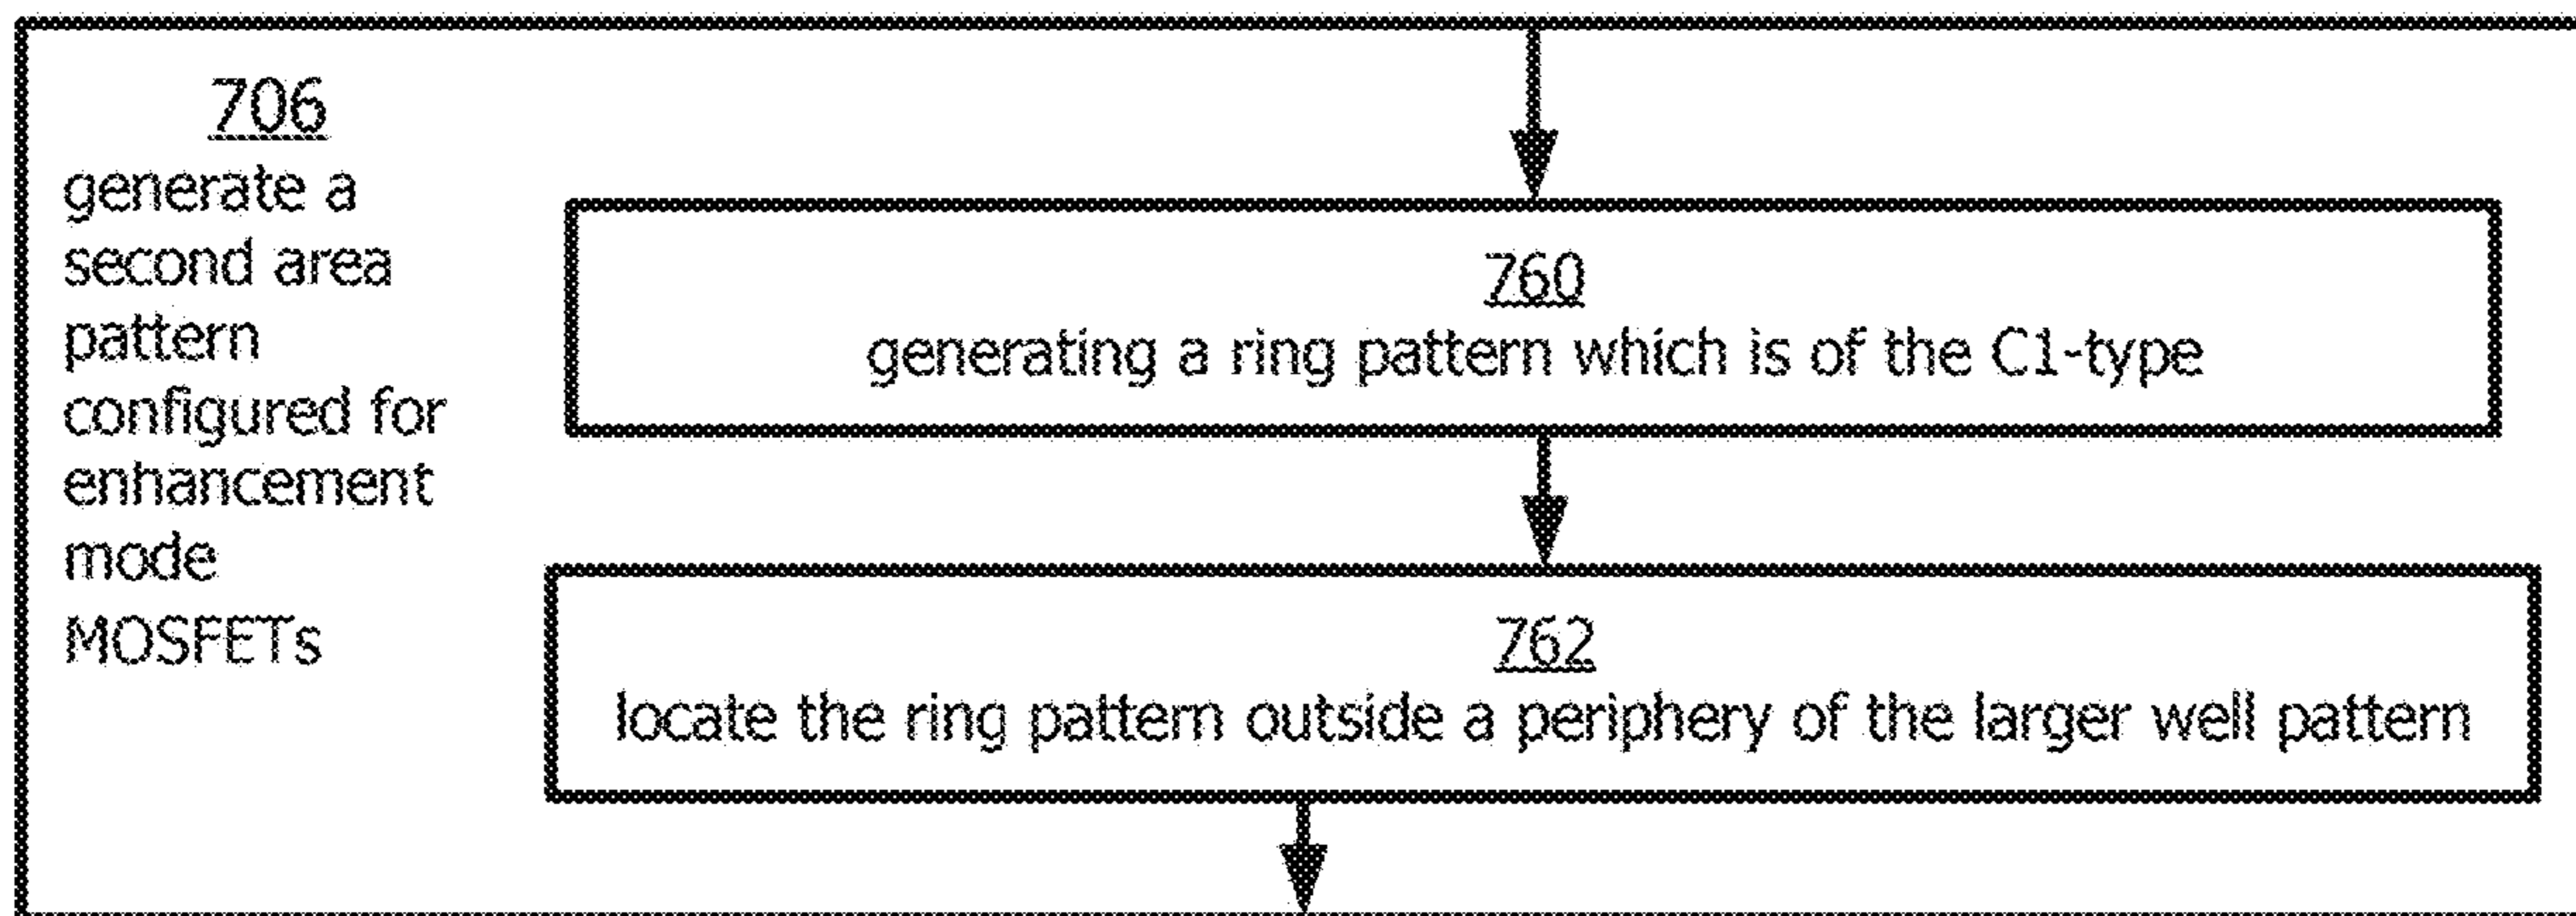 706
generate a
second area
pattern
configured for
enhancement
mode
MOSFETs
760
generating a ring pattern which is of the C1-type
762
locate the ring pattern outside a periphery of the larger well pattern